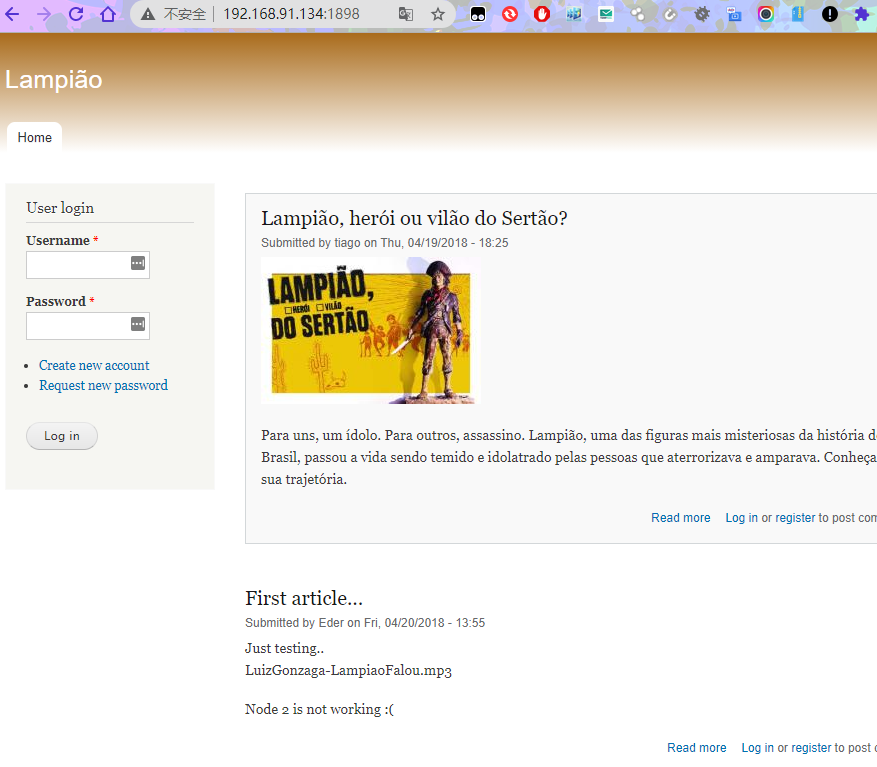 不安全
192.168.91.134:1898
Lampião
Home
User login
Username *
Password *
Create new account
Request new password
Log in
Lampião, herói ou vilão do Sertão?
Submitted by tiago on Thu, 04/19/2018 - 18:25
LAMPIÃO,
HERÓI VILÃO
DO SERTÃO
Para uns, um ídolo. Para outros, assassino. Lampião, uma das figuras mais misteriosas da história
Brasil, passou a vida sendo temido e idolatrado pelas pessoas que aterrorizava e amparava. Conheça
sua trajetória.
Read more Log in or register to post
First article...
Submitted by Eder on Fri, 04/20/2018 - 13:55
Just testing..
LuizGonzaga-LampiaoFalou.mp3
Node 2 is not working :(
Read more Log in or register to post